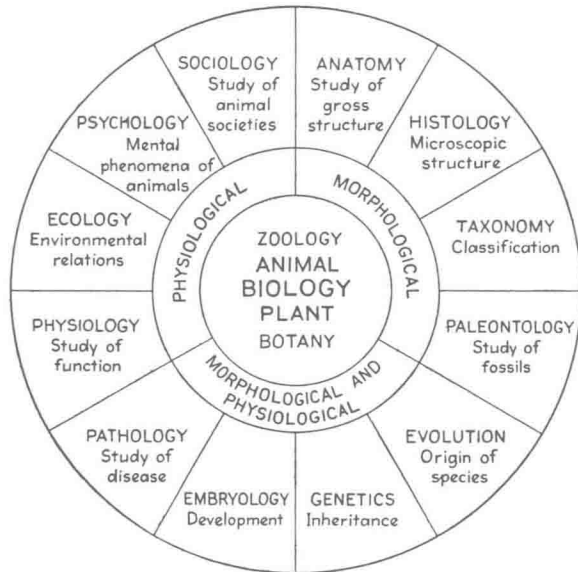 SOCIOLOGY
Study of
animal
societies
ANATOMY
Study of
gross
structure
HISTOLOGY
Microscopic
structure
TAXONOMY
Classification
PALEONTOLOGY
Study of
fossils
EVOLUTION
Origin of
species
GENETICS
Inheritance
EMBRYOLOGY
Development
PATHOLOGY
Study of
disease
PHYSIOLOGY
Study of
function
ECOLOGY
Environmental
relations
PSYCHOLOGY
Mental
phenomena of
animals
PHYSIOLOGICAL
MORPHOLOGICAL
MORPHOLOGICAL AND
PHYSIOLOGICAL
ZOOLOGY
ANIMAL
BIOLOGY
PLANT
BOTANY